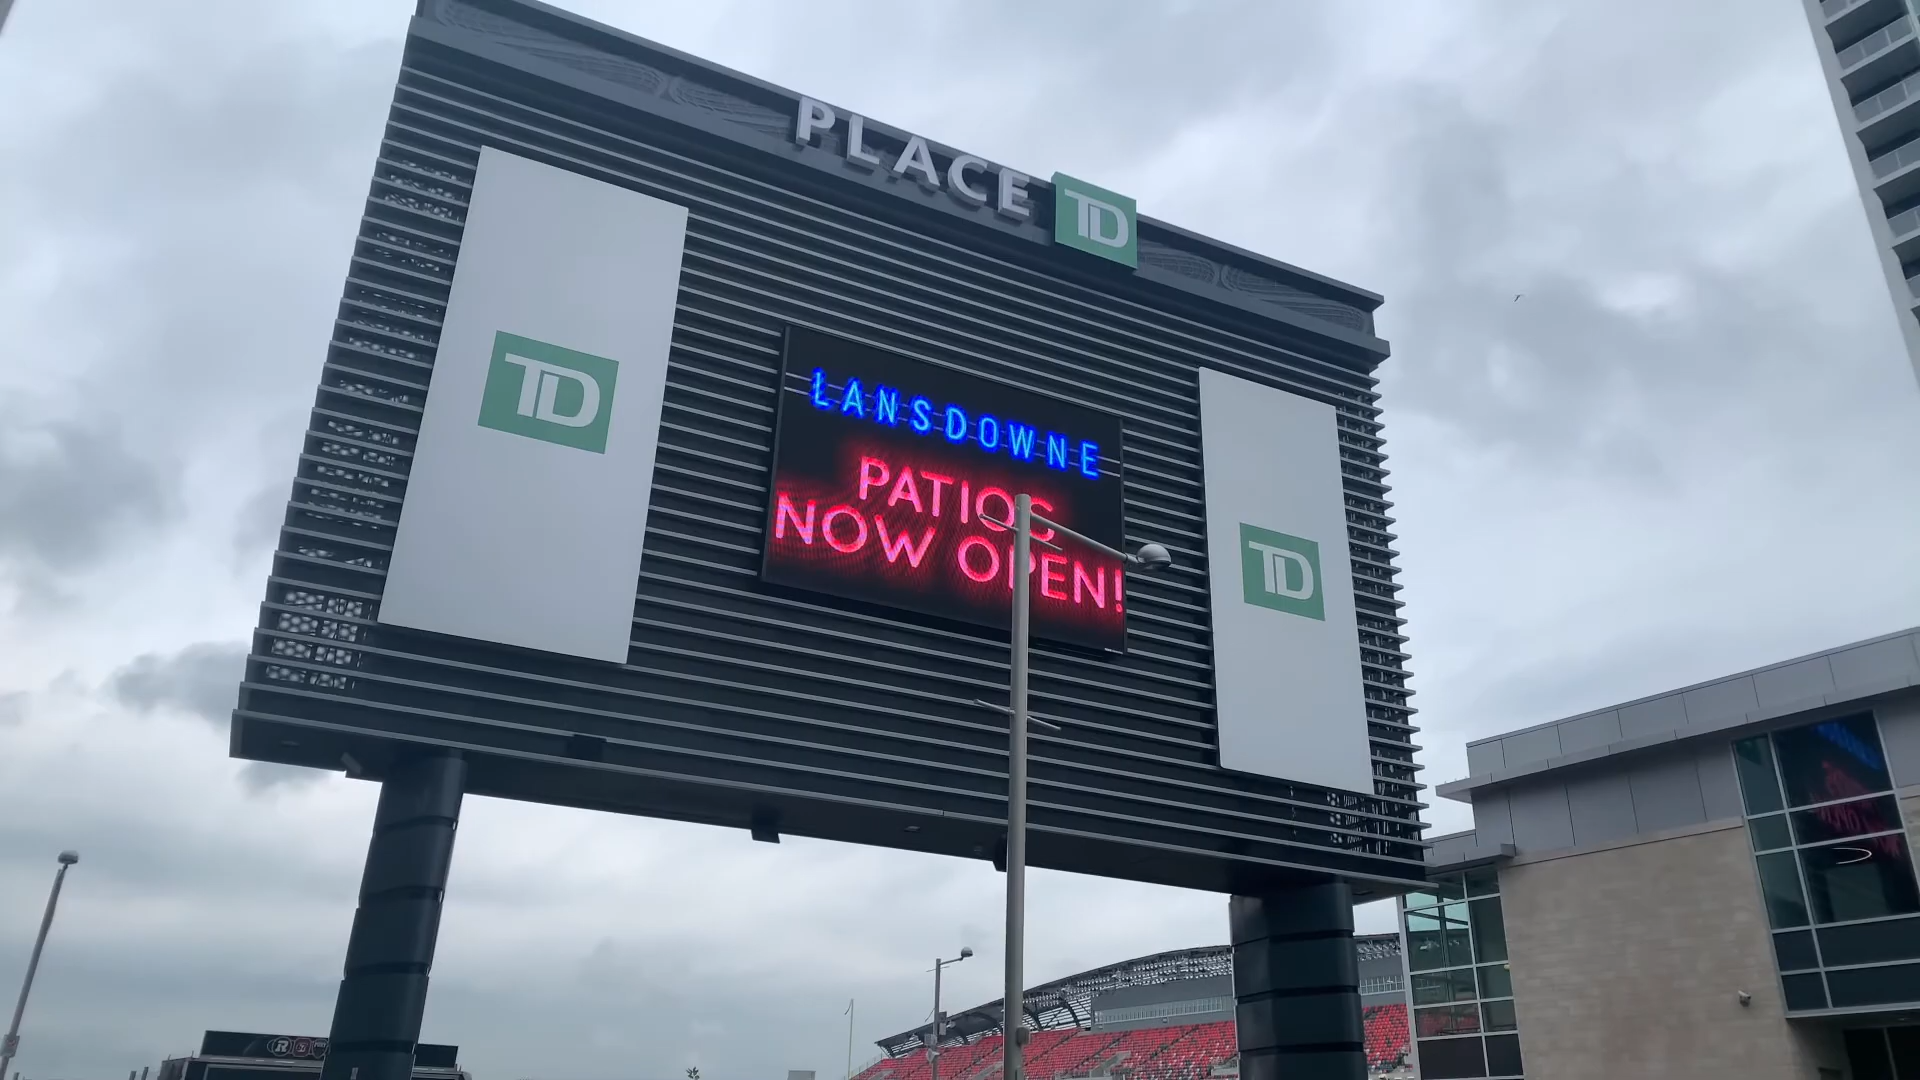 PLACE TD
TD
LANSDOWNE
PATIOS
NOW OPEN!
TD
R